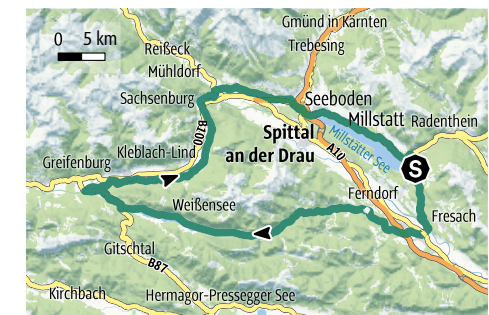 Gmünd in Kärnten
0 5 km
Trebesing
Reißeck
Mühldorf
Sachsenburg
Seeboden
Millstatt
Radenthein
B100
Spittal
an der Drau
Millstätter See
A10
Kleblach-Lind
Greifenburg
S
Ferndorf
Weißensee
Fresach
Gitschtal
B87
Kirchbach
Hermagor-Pressegger See